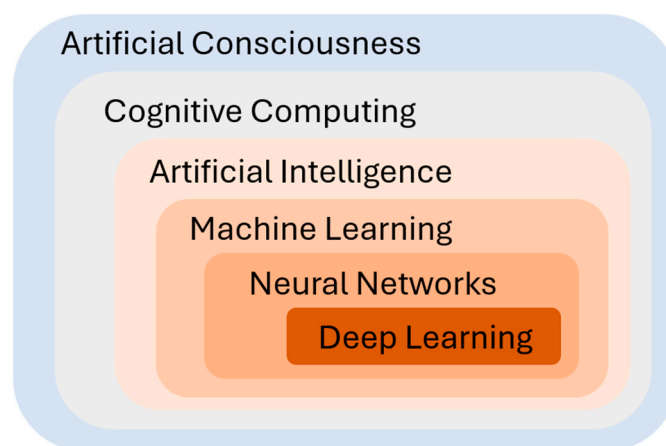 Artificial Consciousness
Cognitive Computing
Artificial Intelligence
Machine Learning
Neural Networks
Deep Learning